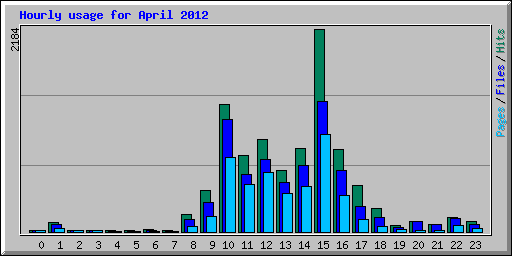 Hourly usage for April 2012
2184
Pages/Files/Hits
0 1 2 3 4 5 6 7 8 9 10 11 12 13 14 15 16 17 18 19 20 21 22 23